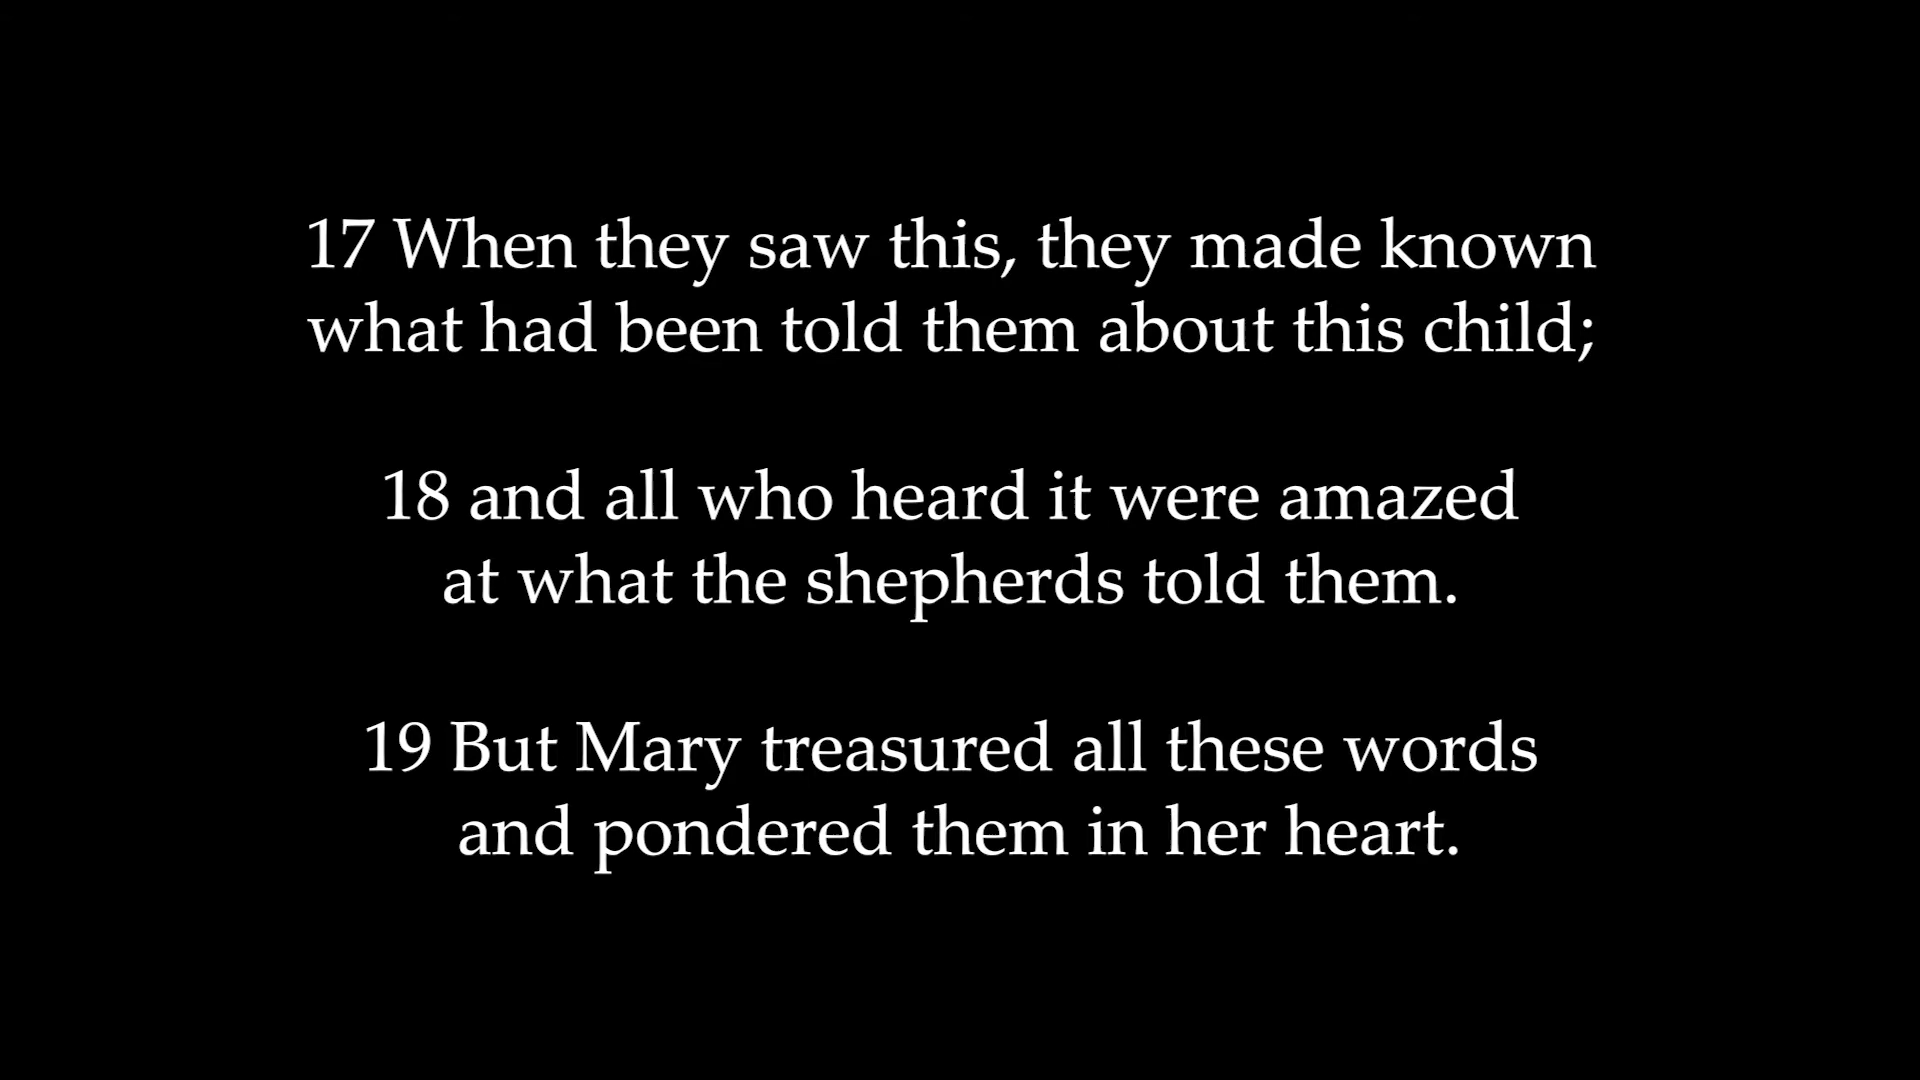 17 When they saw this, they made known
what had been told them about this child;
18 and all who heard it were amazed
at what the shepherds told them.
19 But Mary treasured all these words
and pondered them in her heart.